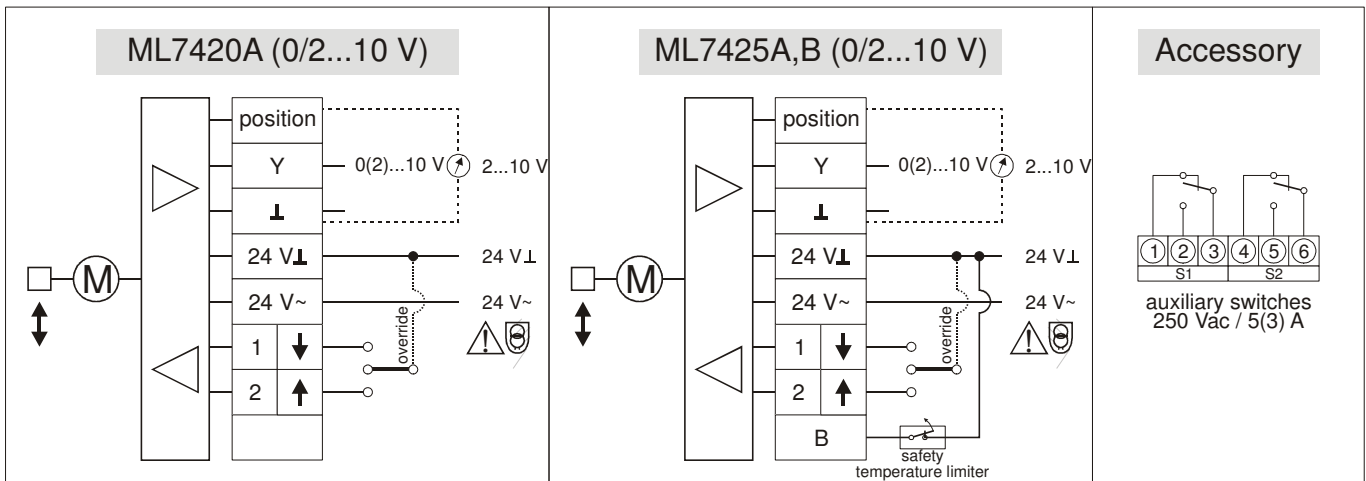 ML7420A (0/2...10 V)
position
Y
0(2)...10 V
2...10 V
⊥
24 V⊥
24 V⊥
24 V~
24 V~
1
2
override
M
ML7425A,B (0/2...10 V)
position
Y
0(2)...10 V
2...10 V
⊥
24 V⊥
24 V⊥
24 V~
24 V~
1
2
override
B
M
safety
temperature limiter
Accessory
1 2 3 4 5 6
S1 S2
auxiliary switches
250 Vac / 5(3) A